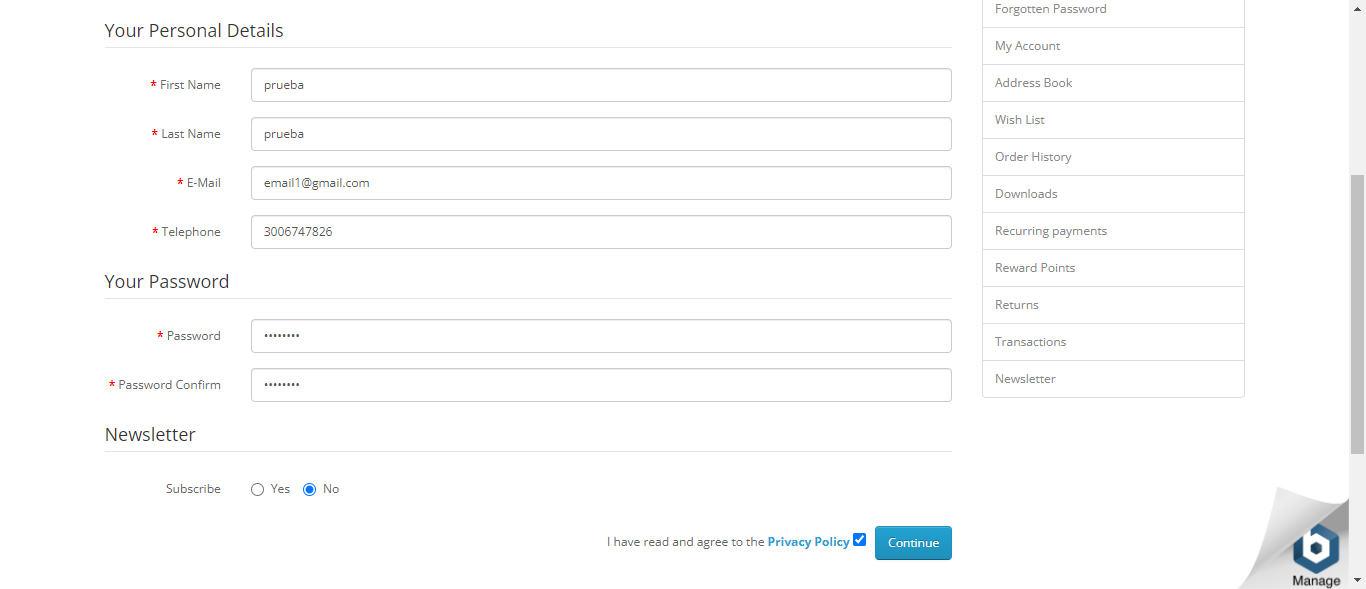 Your Personal Details
* First Name prueba
* Last Name prueba
* E-Mail email1@gmail.com
* Telephone 3006747826
Your Password
* Password ••••••••
* Password Confirm ••••••••
Newsletter
Subscribe Yes No
I have read and agree to the Privacy Policy Continue
Forgotten Password
My Account
Address Book
Wish List
Order History
Downloads
Recurring payments
Reward Points
Returns
Transactions
Newsletter
b
Manage